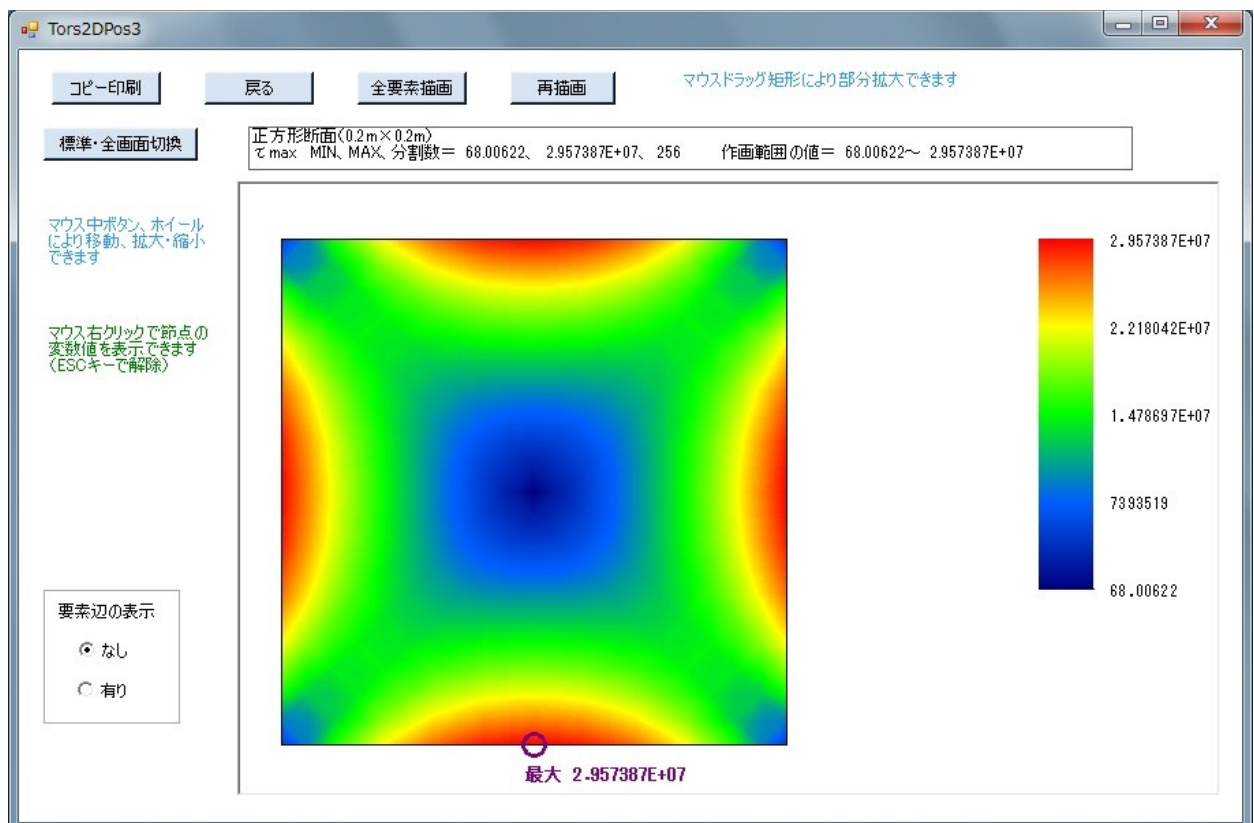 Tors2DPos3
コピー印刷
戻る
全要素描画
再描画
マウスドラッグ矩形により部分拡大できます
標準・全画面切換
正方形断面(0.2m×0.2m)
τmax MIN、MAX、分割数= 68.00622、 2.957387E+07、 256 作画範囲の値= 68.00622～ 2.957387E+07
マウス中ボタン、ホイール
により移動、拡大・縮小
できます
マウス右クリックで節点の
変数値を表示できます
(ESCキーで解除)
2.957387E+07
2.218042E+07
1.478697E+07
7393519
68.00622
要素辺の表示
なし
有り
最大 2.957387E+07